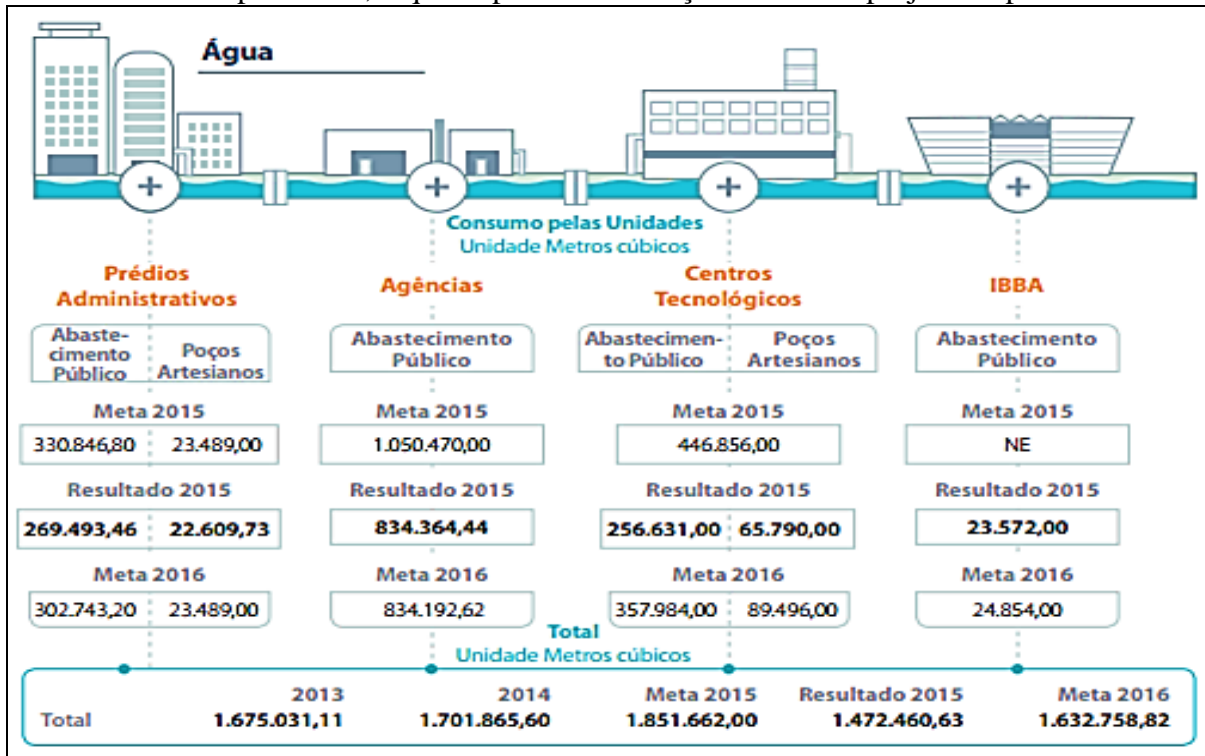 Água
Consumo pelas Unidades
Unidade Metros cúbicos
Prédios
Administrativos
Agências
Centros
Tecnológicos
IBBA
Abaste-
cimento
Público
Poços
Artesianos
Abastecimento
Público
Abastecimen-
to Público
Poços
Artesianos
Abastecimento
Público
Meta 2015 Meta 2015 Meta 2015 Meta 2015
330.846,80 23.489,00 1.050.470,00 446.856,00 NE
Resultado 2015 Resultado 2015 Resultado 2015 Resultado 2015
269.493,46 22.609,73 834.364,44 256.631,00 65.790,00 23.572,00
Meta 2016 Meta 2016 Meta 2016 Meta 2016
302.743,20 23.489,00 834.192,62 357.984,00 89.496,00 24.854,00
Total
Unidade Metros cúbicos
2013 2014 Meta 2015 Resultado 2015 Meta 2016
Total 1.675.031,11 1.701.865,60 1.851.662,00 1.472.460,63 1.632.758,82